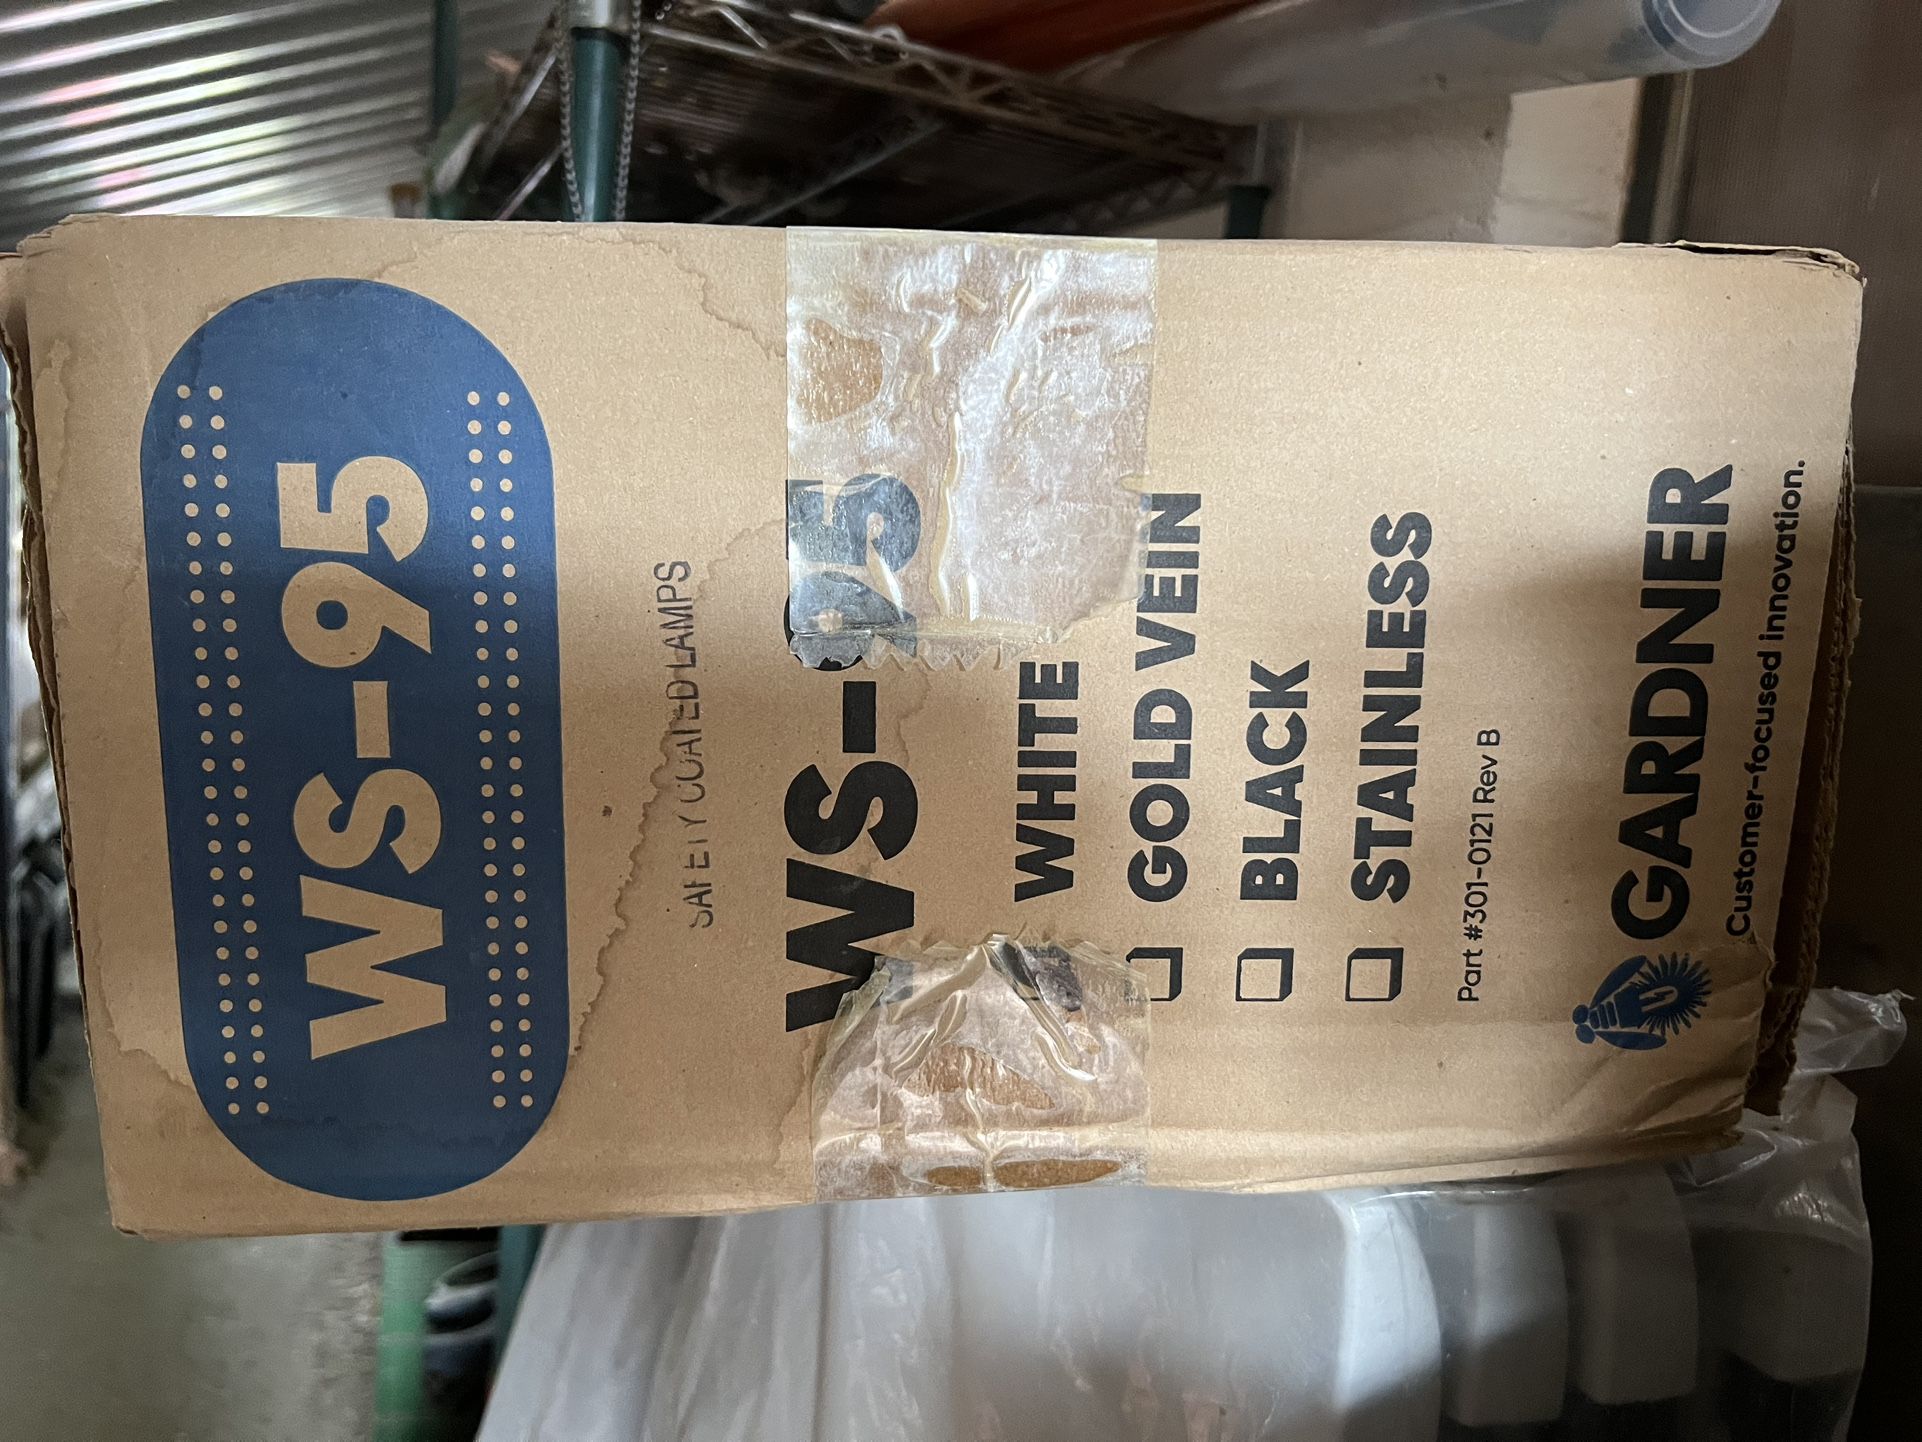 WS-95
SAFETY COATED LAMPS
WS-95
WHITE
GOLD VEIN
BLACK
STAINLESS
Part #301-0121 Rev B
GARDNER
Customer-focused innovation.